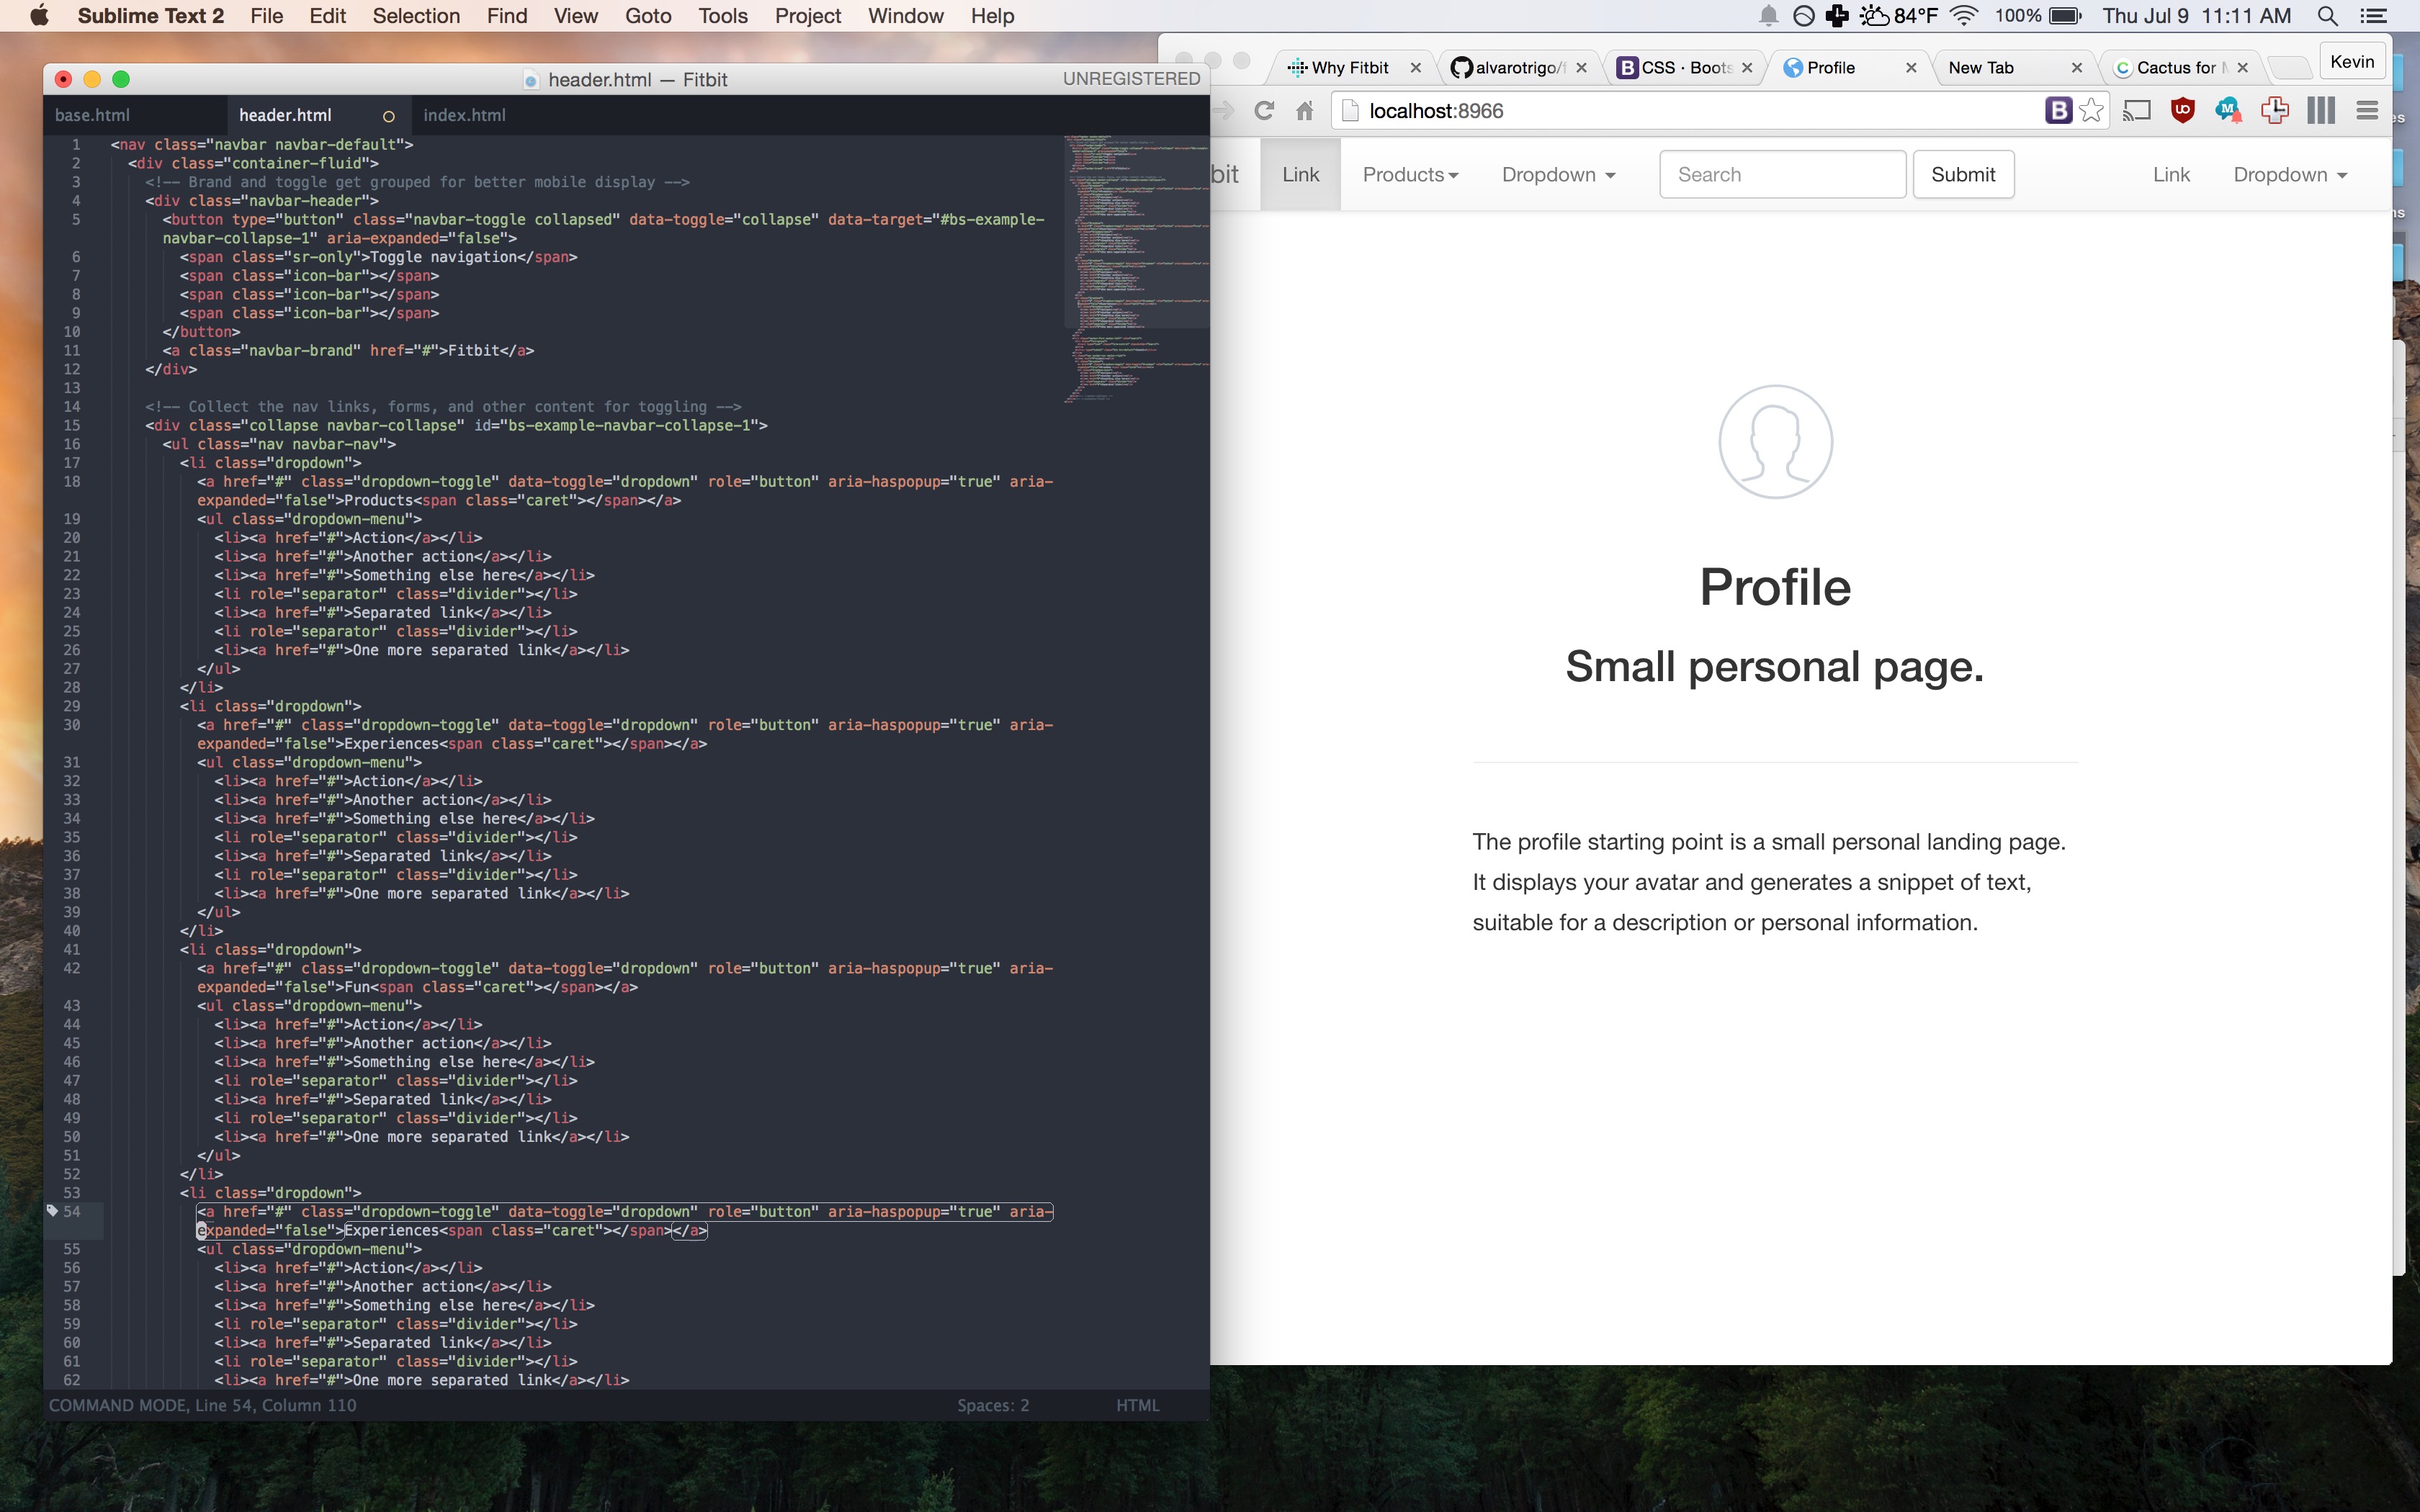 Sublime Text 2 File Edit Selection Find View Goto Tools Project Window Help 84°F 100% Thu Jul 9 11:11 AM
header.html — Fitbit UNREGISTERED
base.html header.html index.html
1 <nav class="navbar navbar-default">
2 <div class="container-fluid">
3 <!-- Brand and toggle get grouped for better mobile display -->
4 <div class="navbar-header">
5 <button type="button" class="navbar-toggle collapsed" data-toggle="collapse" data-target="#bs-example-
navbar-collapse-1" aria-expanded="false">
6 <span class="sr-only">Toggle navigation</span>
7 <span class="icon-bar"></span>
8 <span class="icon-bar"></span>
9 <span class="icon-bar"></span>
10 </button>
11 <a class="navbar-brand" href="#">Fitbit</a>
12 </div>
13
14 <!-- Collect the nav links, forms, and other content for toggling -->
15 <div class="collapse navbar-collapse" id="bs-example-navbar-collapse-1">
16 <ul class="nav navbar-nav">
17 <li class="dropdown">
18 <a href="#" class="dropdown-toggle" data-toggle="dropdown" role="button" aria-haspopup="true" aria-
expanded="false">Products<span class="caret"></span></a>
19 <ul class="dropdown-menu">
20 <li><a href="#">Action</a></li>
21 <li><a href="#">Another action</a></li>
22 <li><a href="#">Something else here</a></li>
23 <li role="separator" class="divider"></li>
24 <li><a href="#">Separated link</a></li>
25 <li role="separator" class="divider"></li>
26 <li><a href="#">One more separated link</a></li>
27 </ul>
28 </li>
29 <li class="dropdown">
30 <a href="#" class="dropdown-toggle" data-toggle="dropdown" role="button" aria-haspopup="true" aria-
expanded="false">Experiences<span class="caret"></span></a>
31 <ul class="dropdown-menu">
32 <li><a href="#">Action</a></li>
33 <li><a href="#">Another action</a></li>
34 <li><a href="#">Something else here</a></li>
35 <li role="separator" class="divider"></li>
36 <li><a href="#">Separated link</a></li>
37 <li role="separator" class="divider"></li>
38 <li><a href="#">One more separated link</a></li>
39 </ul>
40 </li>
41 <li class="dropdown">
42 <a href="#" class="dropdown-toggle" data-toggle="dropdown" role="button" aria-haspopup="true" aria-
expanded="false">Fun<span class="caret"></span></a>
43 <ul class="dropdown-menu">
44 <li><a href="#">Action</a></li>
45 <li><a href="#">Another action</a></li>
46 <li><a href="#">Something else here</a></li>
47 <li role="separator" class="divider"></li>
48 <li><a href="#">Separated link</a></li>
49 <li role="separator" class="divider"></li>
50 <li><a href="#">One more separated link</a></li>
51 </ul>
52 </li>
53 <li class="dropdown">
54 <a href="#" class="dropdown-toggle" data-toggle="dropdown" role="button" aria-haspopup="true" aria-
expanded="false">Experiences<span class="caret"></span></a>
55 <ul class="dropdown-menu">
56 <li><a href="#">Action</a></li>
57 <li><a href="#">Another action</a></li>
58 <li><a href="#">Something else here</a></li>
59 <li role="separator" class="divider"></li>
60 <li><a href="#">Separated link</a></li>
61 <li role="separator" class="divider"></li>
62 <li><a href="#">One more separated link</a></li>
COMMAND MODE, Line 54, Column 110 Spaces: 2 HTML
Why Fitbit alvarotrigo/ CSS · Boots Profile New Tab Cactus for Kevin
localhost:8966
bit Link Products Dropdown Search Submit Link Dropdown
Profile
Small personal page.
The profile starting point is a small personal landing page.
It displays your avatar and generates a snippet of text,
suitable for a description or personal information.